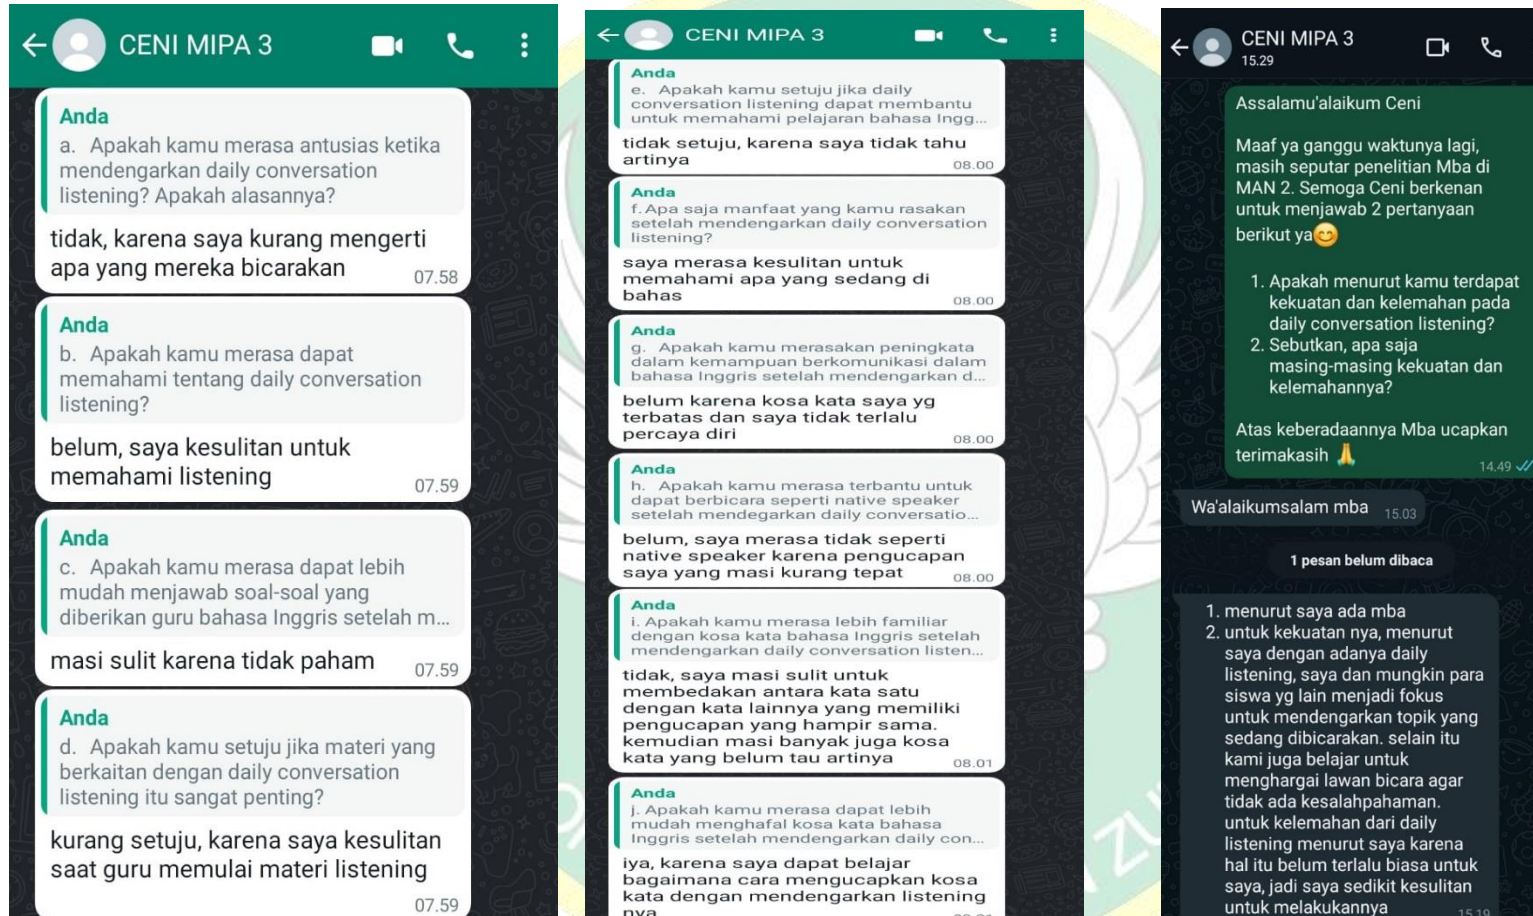 CENI MIPA 3
Anda
a. Apakah kamu merasa antusias ketika
mendengarkan daily conversation
listening? Apakah alasannya?
tidak, karena saya kurang mengerti
apa yang mereka bicarakan
07.58
Anda
b. Apakah kamu merasa dapat
memahami tentang daily conversation
listening?
belum, saya kesulitan untuk
memahami listening
07.59
Anda
c. Apakah kamu merasa dapat lebih
mudah menjawab soal-soal yang
diberikan guru bahasa Inggris setelah m...
masi sulit karena tidak paham
07.59
Anda
d. Apakah kamu setuju jika materi yang
berkaitan dengan daily conversation
listening itu sangat penting?
kurang setuju, karena saya kesulitan
saat guru memulai materi listening
07.59
CENI MIPA 3
Anda
e. Apakah kamu setuju jika daily
conversation listening dapat membantu
untuk memahami pelajaran bahasa Ingg...
tidak setuju, karena saya tidak tahu
artinya
08.00
Anda
f. Apa saja manfaat yang kamu rasakan
setelah mendengarkan daily conversation
listening?
saya merasa kesulitan untuk
memahami apa yang sedang di
bahas
08.00
Anda
g. Apakah kamu merasakan peningkata
dalam kemampuan berkomunikasi dalam
bahasa Inggris setelah mendengarkan d...
belum karena kosa kata saya yg
terbatas dan saya tidak terlalu
percaya diri
08.00
Anda
h. Apakah kamu merasa terbantu untuk
dapat berbicara seperti native speaker
setelah mendegarkan daily conversatio...
belum, saya merasa tidak seperti
native speaker karena pengucapan
saya yang masi kurang tepat
08.00
Anda
i. Apakah kamu merasa lebih familiar
dengan kosa kata bahasa Inggris setelah
mendengarkan daily conversation listen...
tidak, saya masi sulit untuk
membedakan antara kata satu
dengan kata lainnya yang memiliki
pengucapan yang hampir sama.
kemudian masi banyak juga kosa
kata yang belum tau artinya
08.01
Anda
j. Apakah kamu merasa dapat lebih
mudah menghafal kosa kata bahasa
Inggris setelah mendengarkan daily con...
iya, karena saya dapat belajar
bagaimana cara mengucapkan kosa
kata dengan mendengarkan listening
nya
CENI MIPA 3
15.29
Assalamu'alaikum Ceni
Maaf ya ganggu waktunya lagi,
masih seputar penelitian Mba di
MAN 2. Semoga Ceni berkenan
untuk menjawab 2 pertanyaan
berikut ya😊
1. Apakah menurut kamu terdapat
kekuatan dan kelemahan pada
daily conversation listening?
2. Sebutkan, apa saja
masing-masing kekuatan dan
kelemahannya?
Atas keberadaannya Mba ucapkan
terimakasih 🙏
14.49
Wa'alaikumsalam mba
15.03
1 pesan belum dibaca
1. menurut saya ada mba
2. untuk kekuatan nya, menurut
saya dengan adanya daily
listening, saya dan mungkin para
siswa yg lain menjadi fokus
untuk mendengarkan topik yang
sedang dibicarakan. selain itu
kami juga belajar untuk
menghargai lawan bicara agar
tidak ada kesalahpahaman.
untuk kelemahan dari daily
listening menurut saya karena
hal itu belum terlalu biasa untuk
saya, jadi saya sedikit kesulitan
untuk melakukannya
15.19